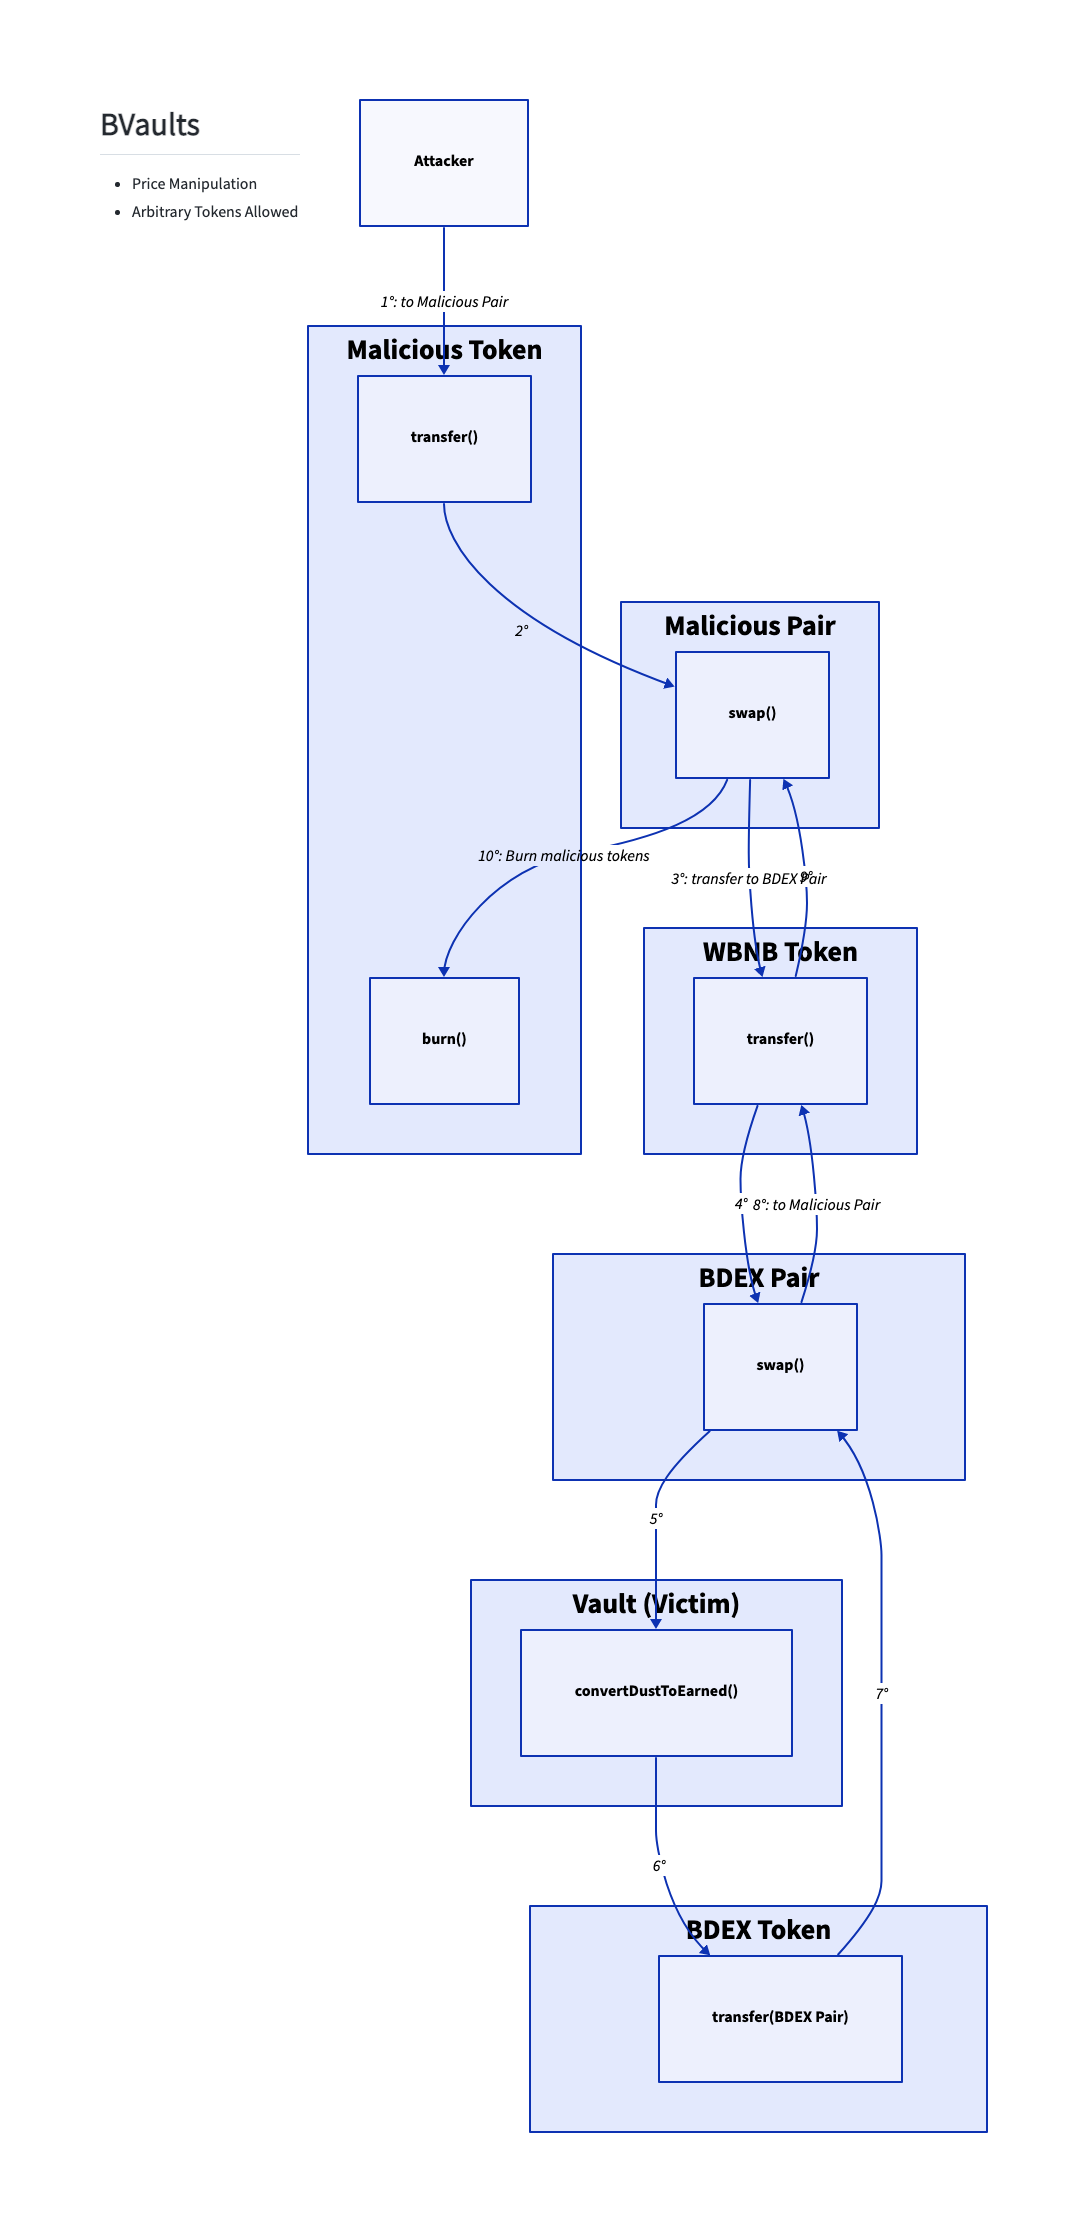 BVaults
Price Manipulation
Arbitrary Tokens Allowed
Attacker
1°: to Malicious Pair
Malicious Token
transfer()
2°
Malicious Pair
swap()
10°: Burn malicious tokens
3°: transfer to BDEX Pair
9°
WBNB Token
transfer()
burn()
4°
8°: to Malicious Pair
BDEX Pair
swap()
5°
Vault (Victim)
convertDustToEarned()
7°
6°
BDEX Token
transfer(BDEX Pair)